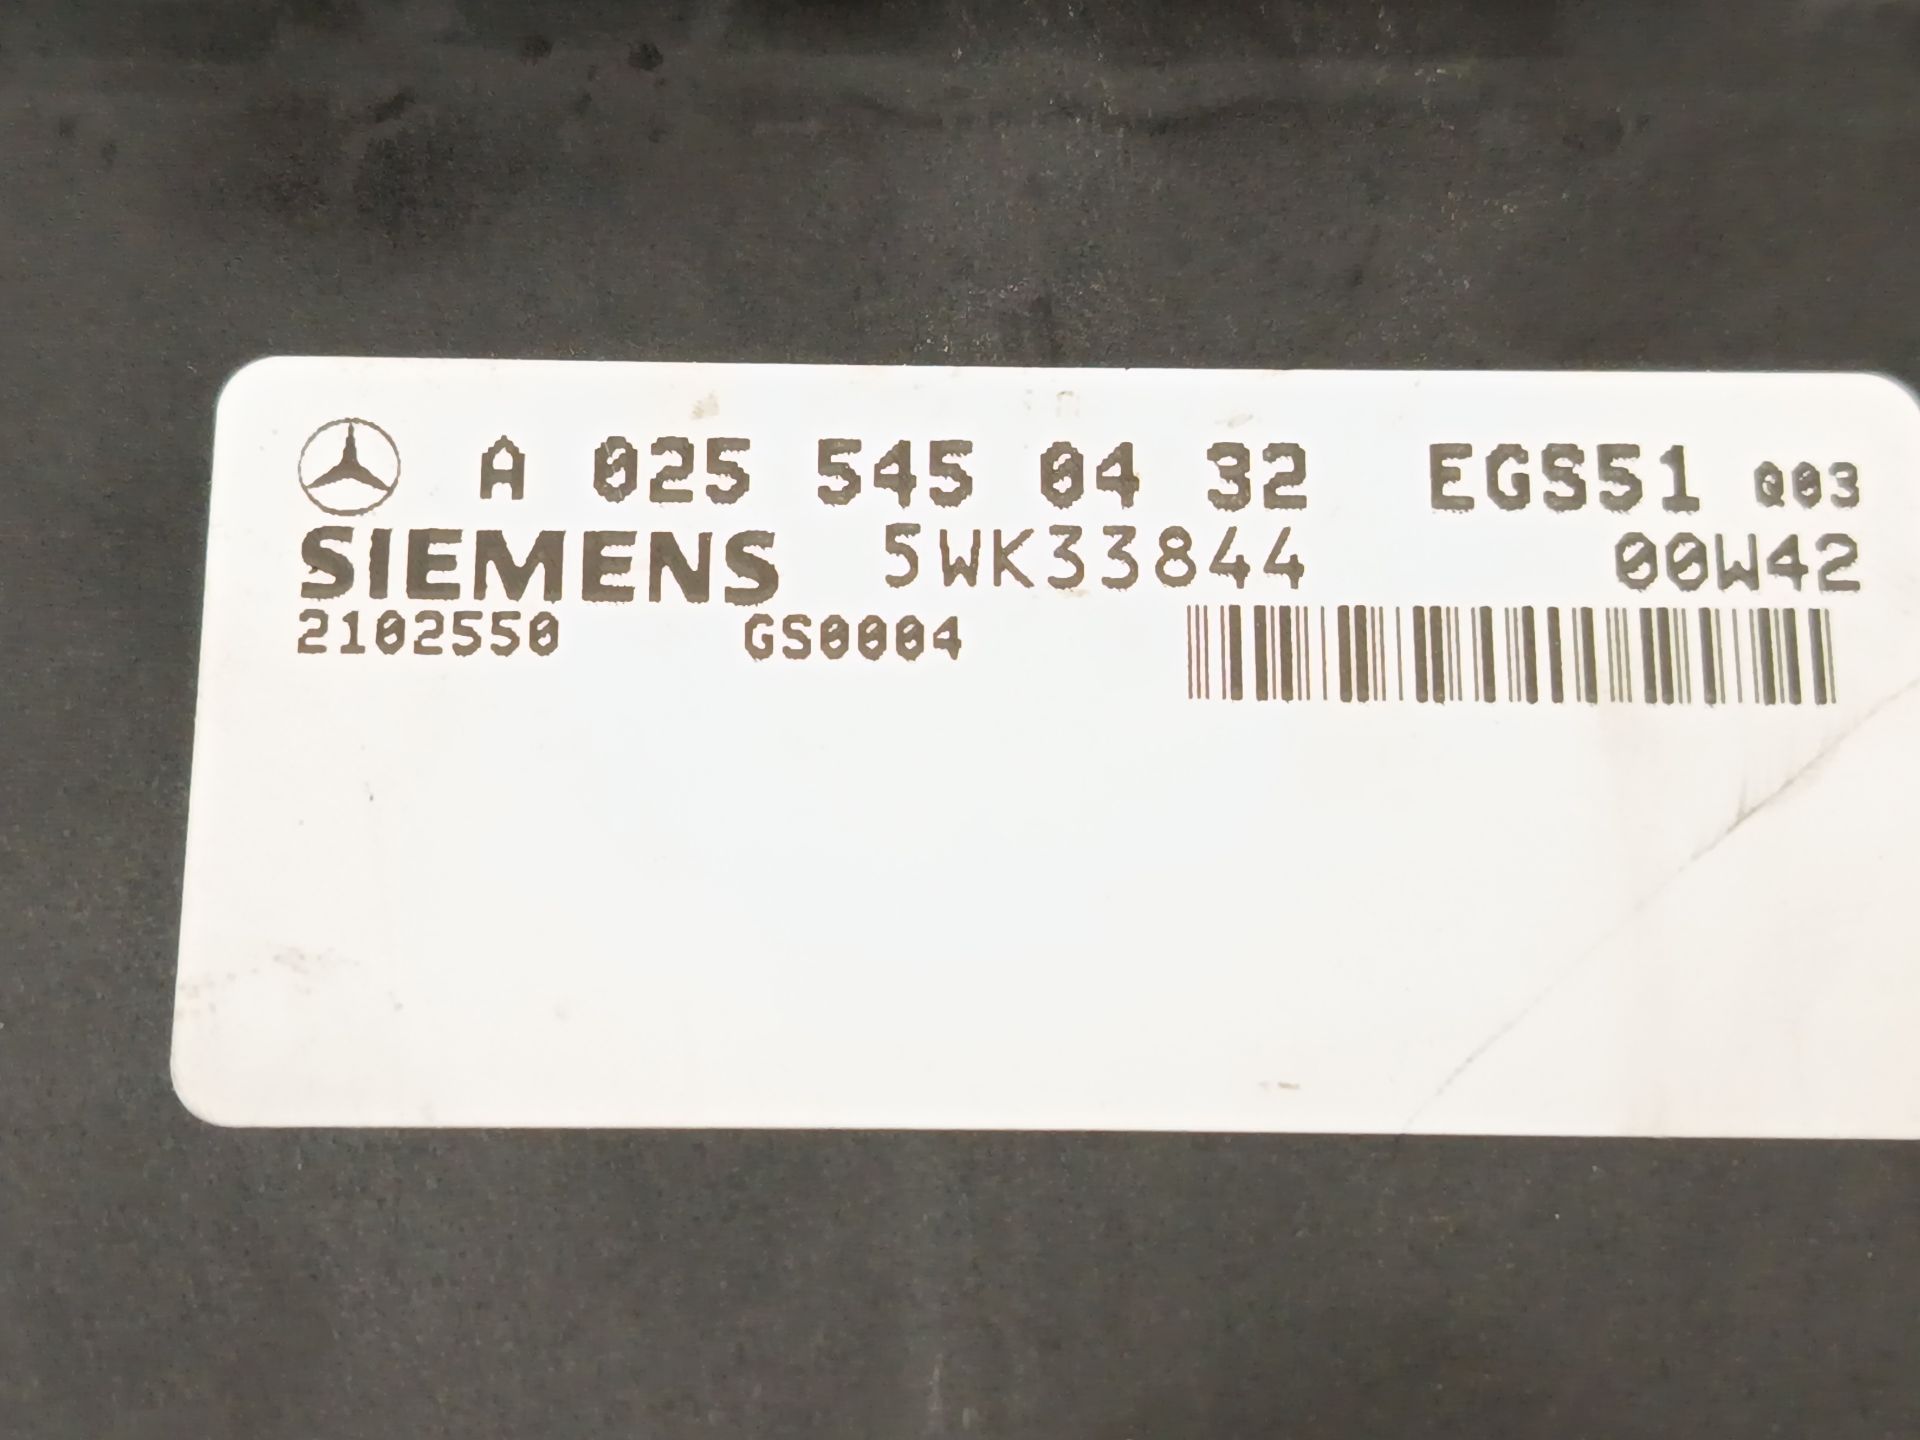 A 025 545 04 32 EGS51 Q03
SIEMENS 5WK33844 00W42
2102550 GS0004